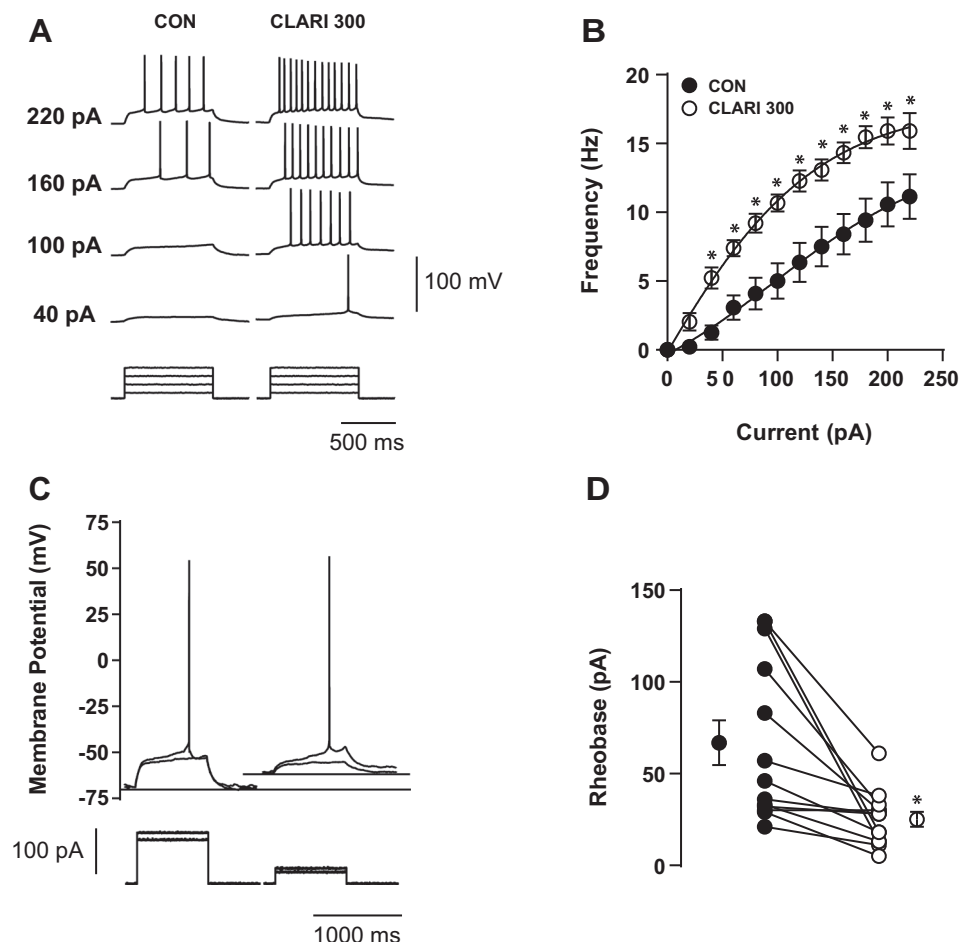 A
CON
CLARI 300
220 pA
160 pA
100 pA
40 pA
100 mV
500 ms
B
20
15
10
5
0
Frequency (Hz)
CON
CLARI 300
* * * * * * * * * *
0 50 100 150 200 250
Current (pA)
C
75
50
25
0
-25
-50
-75
Membrane Potential (mV)
100 pA
1000 ms
D
150
100
50
0
Rheobase (pA)
*